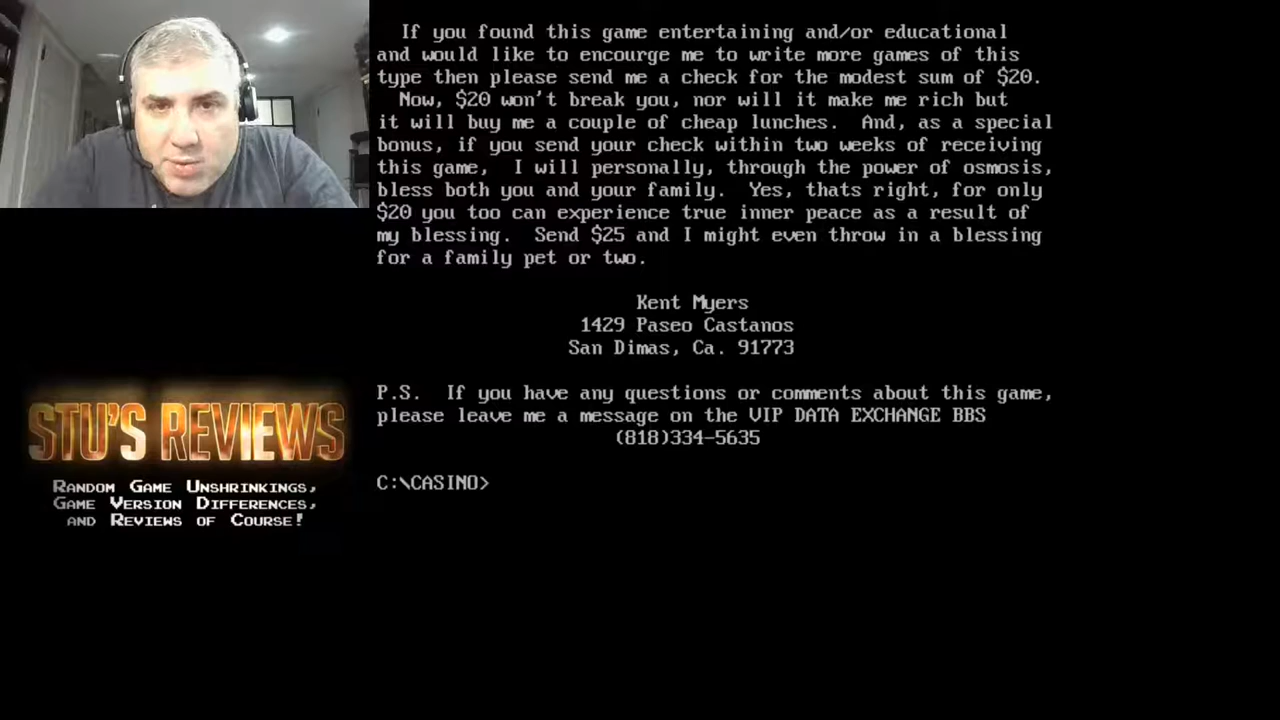 If you found this game entertaining and/or educational
and would like to encourge me to write more games of this
type then please send me a check for the modest sum of $20.
Now, $20 won't break you, nor will it make me rich but
it will buy me a couple of cheap lunches.  And, as a special
bonus, if you send your check within two weeks of receiving
this game,  I will personally, through the power of osmosis,
bless both you and your family.  Yes, thats right, for only
$20 you too can experience true inner peace as a result of
my blessing.  Send $25 and I might even throw in a blessing
for a family pet or two.
Kent Myers
1429 Paseo Castanos
San Dimas, Ca. 91773
P.S.  If you have any questions or comments about this game,
please leave me a message on the VIP DATA EXCHANGE BBS
(818)334-5635
C:\CASINO>
STU'S REVIEWS
RANDOM GAME UNSHRINKINGS,
GAME VERSION DIFFERENCES,
AND REVIEWS OF COURSE!